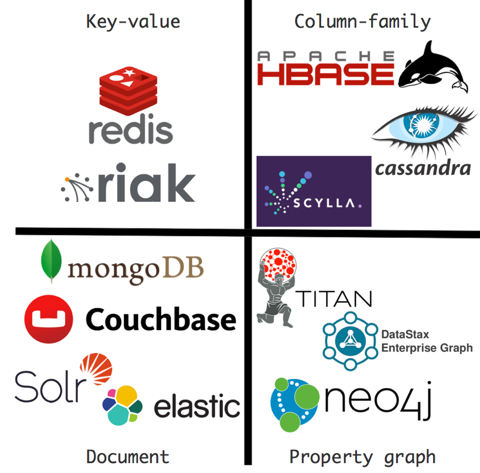 Key-value
Column-family
redis
riak
APACHE
HBASE
cassandra
SCYLLA.
mongoDB
Couchbase
Solr
elastic
TITAN
DataStax
Enterprise Graph
neo4j
Document
Property graph